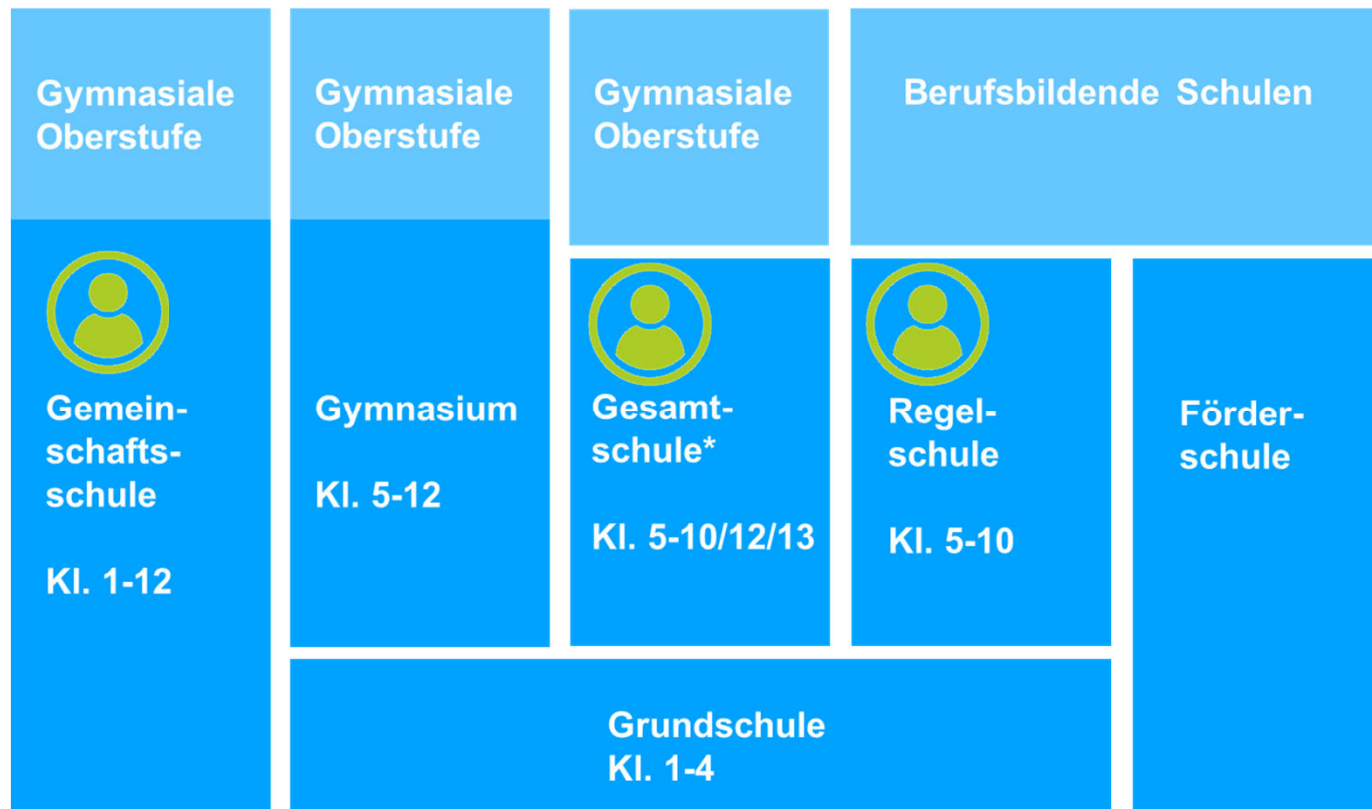 Gymnasiale
Oberstufe
Gymnasiale
Oberstufe
Gymnasiale
Oberstufe
Berufsbildende Schulen
Gemein-
schafts-
schule
Kl. 1-12
Gymnasium
Kl. 5-12
Gesamt-
schule*
Kl. 5-10/12/13
Regel-
schule
Kl. 5-10
Förder-
schule
Grundschule
Kl. 1-4